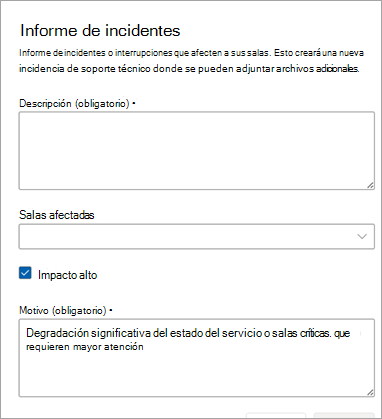 Informe de incidentes
Informe de incidentes o interrupciones que afecten a sus salas. Esto creará una nueva
incidencia de soporte técnico donde se pueden adjuntar archivos adicionales.
Descripción (obligatorio) •
Salas afectadas
Impacto alto
Motivo (obligatorio) •
Degradación significativa del estado del servicio o salas críticas. que
requieren mayor atención